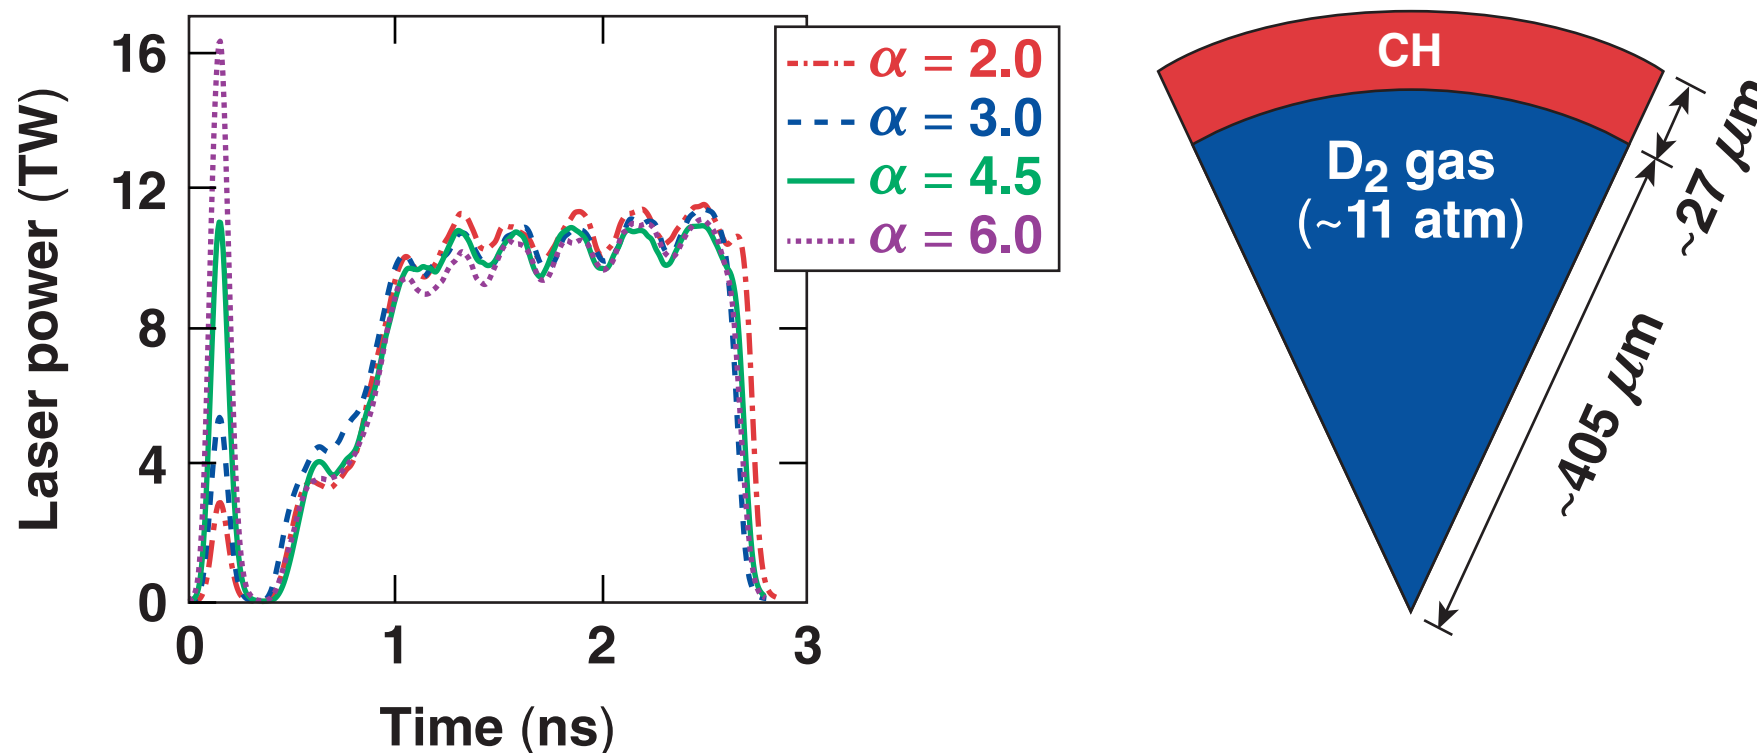 Laser power (TW)
16
12
8
4
0
0 1 2 3
Time (ns)
α = 2.0
α = 3.0
α = 4.5
α = 6.0
CH
D₂ gas
(~11 atm)
~27 μm
~405 μm